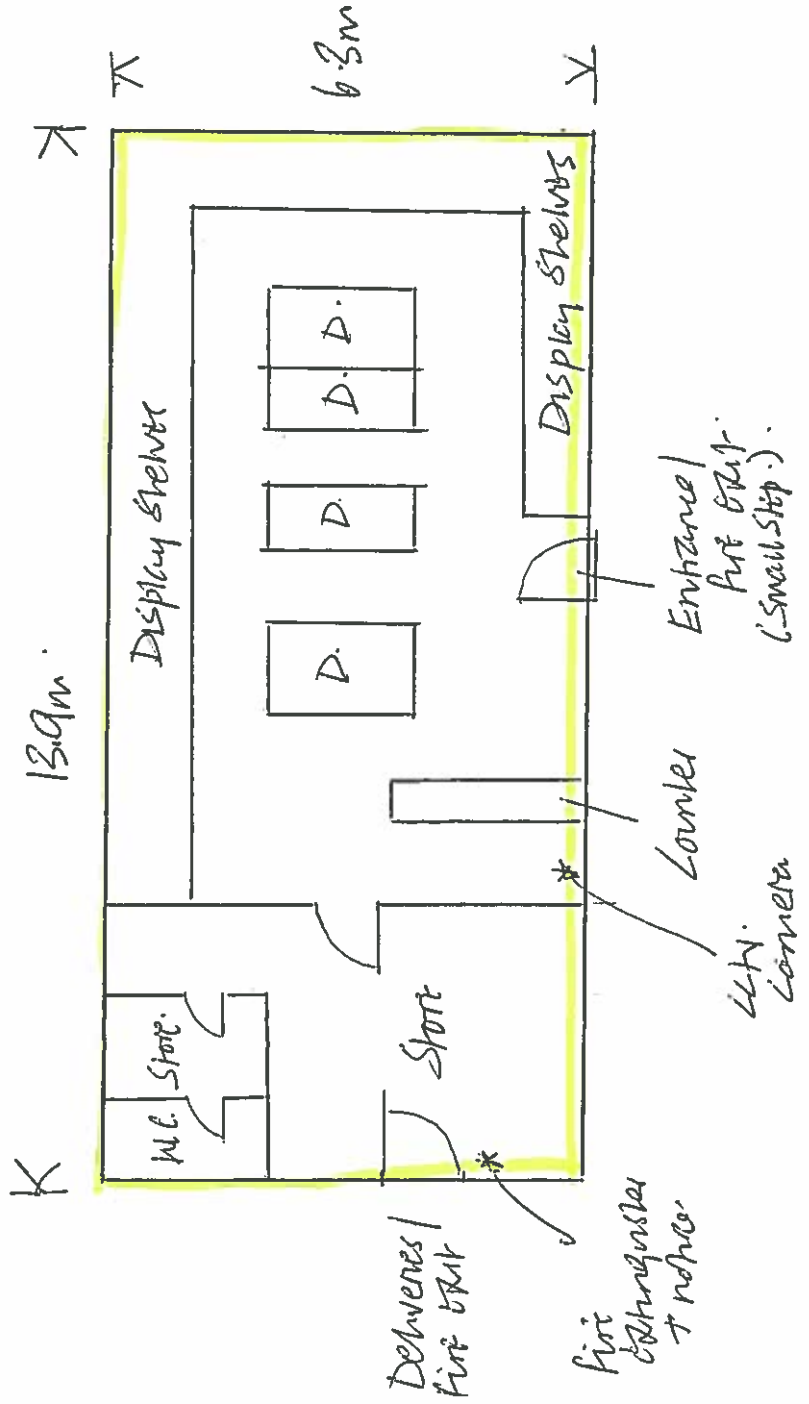 13.9m.
6.3m
Display Shelves
D.
D.
D.
D.
Display Shelves
W.C.
Store.
Store
Deliveries /
Fire Exit
Fire
Extinguisher
+ notice
CCTV.
Camera
Counter
Entrance /
Fire Exit.
(Small Step.).